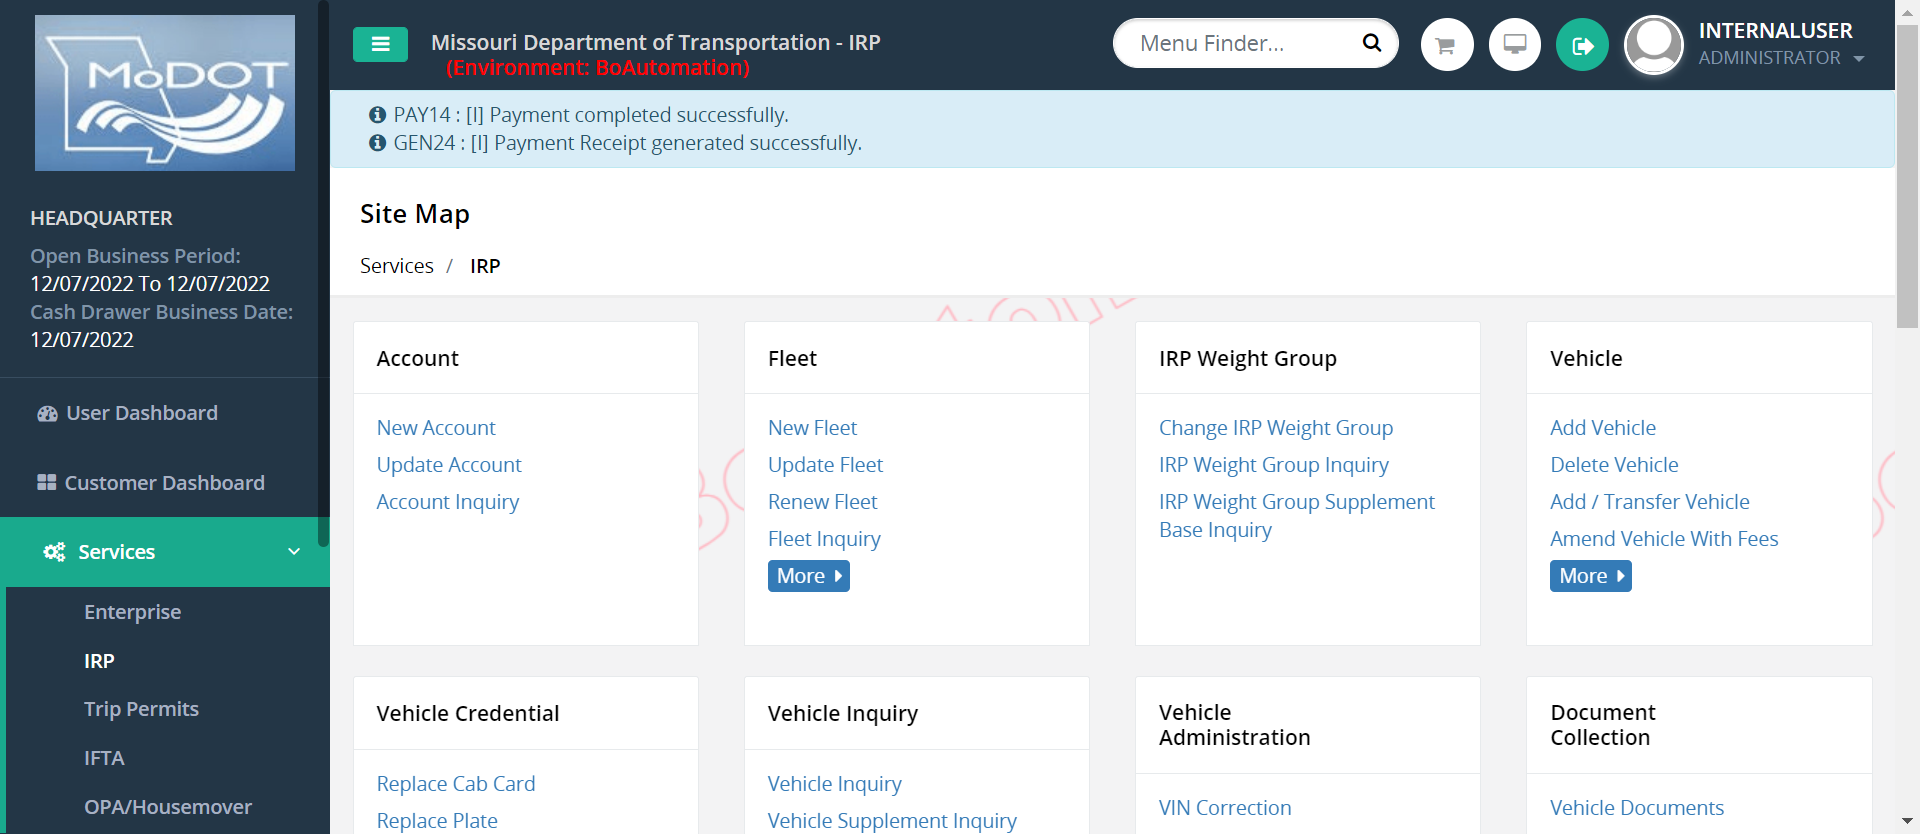 MoDOT
HEADQUARTER
Open Business Period:
12/07/2022 To 12/07/2022
Cash Drawer Business Date:
12/07/2022
User Dashboard
Customer Dashboard
Services
Enterprise
IRP
Trip Permits
IFTA
OPA/Housemover
Missouri Department of Transportation - IRP
(Environment: BoAutomation)
Menu Finder...
INTERNALUSER
ADMINISTRATOR
PAY14 : [I] Payment completed successfully.
GEN24 : [I] Payment Receipt generated successfully.
Site Map
Services / IRP
Account
New Account
Update Account
Account Inquiry
Fleet
New Fleet
Update Fleet
Renew Fleet
Fleet Inquiry
More
IRP Weight Group
Change IRP Weight Group
IRP Weight Group Inquiry
IRP Weight Group Supplement
Base Inquiry
Vehicle
Add Vehicle
Delete Vehicle
Add / Transfer Vehicle
Amend Vehicle With Fees
More
Vehicle Credential
Replace Cab Card
Replace Plate
Vehicle Inquiry
Vehicle Inquiry
Vehicle Supplement Inquiry
Vehicle
Administration
VIN Correction
Document
Collection
Vehicle Documents